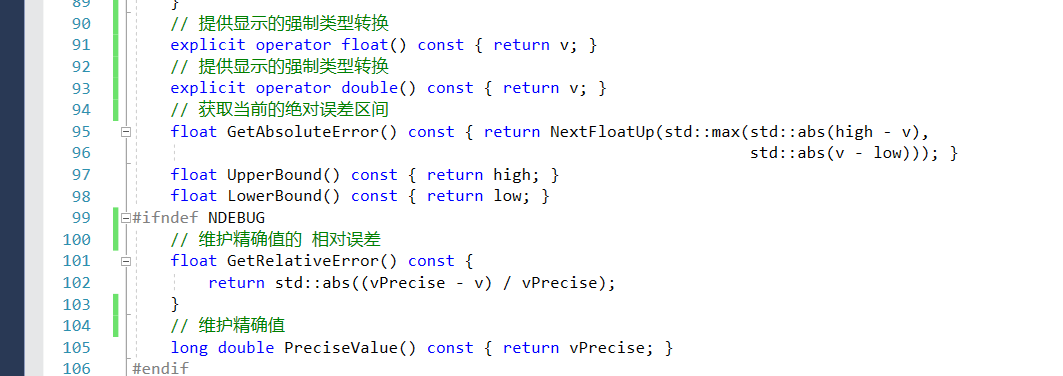 89 }
90 // 提供显示的强制类型转换
91 explicit operator float() const { return v; }
92 // 提供显示的强制类型转换
93 explicit operator double() const { return v; }
94 // 获取当前的绝对误差区间
95 float GetAbsoluteError() const { return NextFloatUp(std::max(std::abs(high - v),
96 std::abs(v - low))); }
97 float UpperBound() const { return high; }
98 float LowerBound() const { return low; }
99 #ifndef NDEBUG
100 // 维护精确值的 相对误差
101 float GetRelativeError() const {
102 return std::abs((vPrecise - v) / vPrecise);
103 }
104 // 维护精确值
105 long double PreciseValue() const { return vPrecise; }
106 #endif